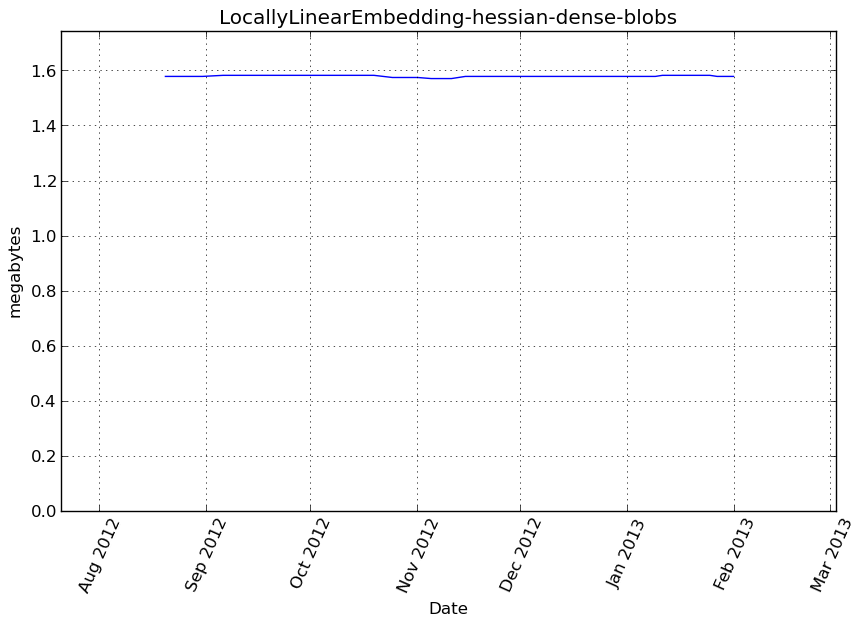 LocallyLinearEmbedding-hessian-dense-blobs
megabytes
1.6
1.4
1.2
1.0
0.8
0.6
0.4
0.2
0.0
Aug 2012
Sep 2012
Oct 2012
Nov 2012
Dec 2012
Jan 2013
Feb 2013
Mar 2013
Date